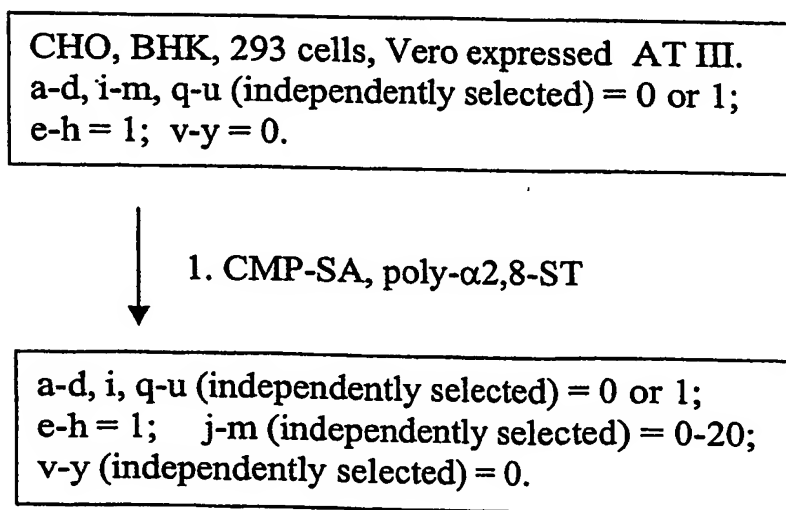 CHO, BHK, 293 cells, Vero expressed AT III.
a-d, i-m, q-u (independently selected) = 0 or 1;
e-h = 1; v-y = 0.
1. CMP-SA, poly-α2,8-ST
a-d, i, q-u (independently selected) = 0 or 1;
e-h = 1; j-m (independently selected) = 0-20;
v-y (independently selected) = 0.